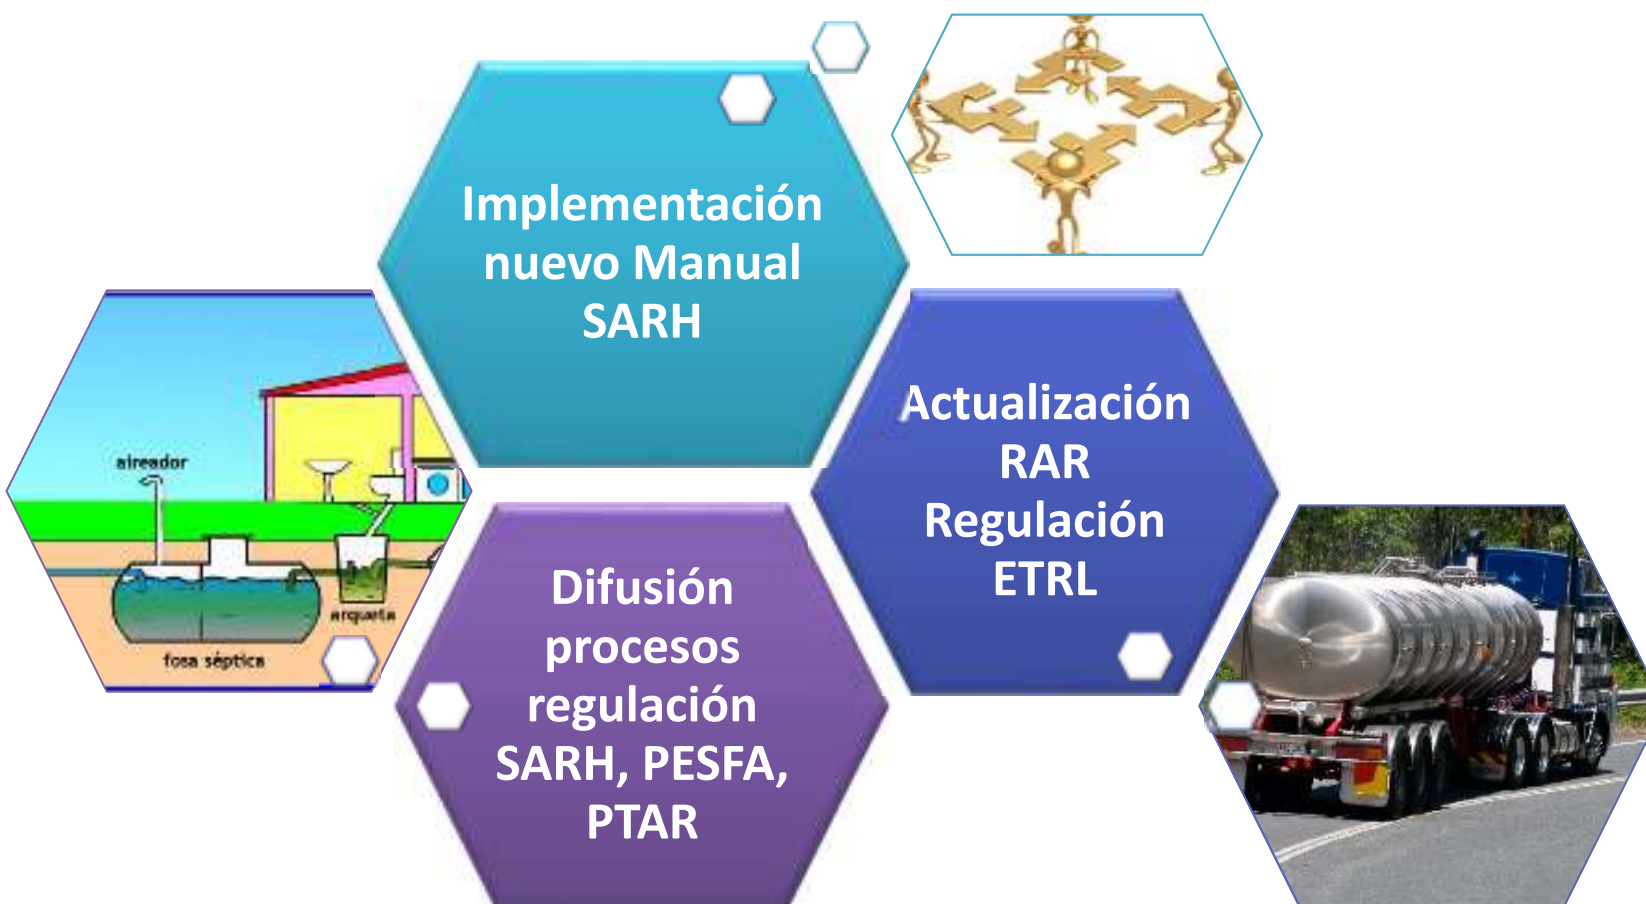 Implementación
nuevo Manual
SARH
Actualización
RAR
Regulación
ETRL
aireador
arqueta
fosa séptica
Difusión
procesos
regulación
SARH, PESFA,
PTAR